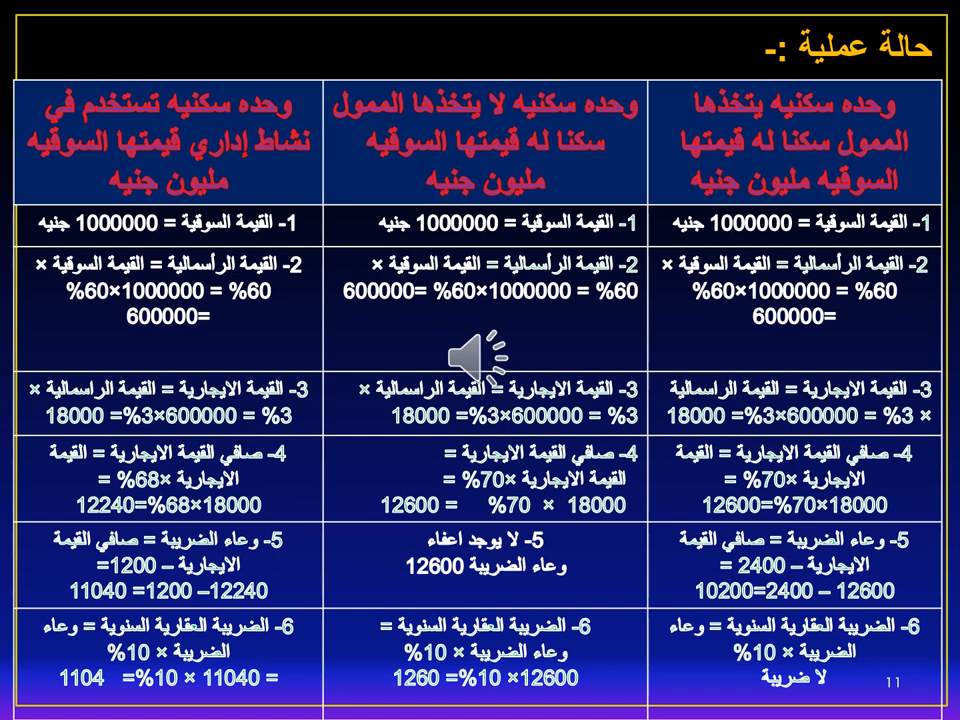 حالة عملية :-
وحده سكنيه يتخذها
الممول سكنا له قيمتها
السوقيه مليون جنيه
وحده سكنيه لا يتخذها الممول
سكنا له قيمتها السوقيه
مليون جنيه
وحده سكنيه تستخدم في
نشاط إداري قيمتها السوقيه
مليون جنيه
1- القيمة السوقية = 1000000 جنيه
1- القيمة السوقية = 1000000 جنيه
1- القيمة السوقية = 1000000 جنيه
2- القيمة الرأسمالية = القيمة السوقية ×
60% = 1000000×60%
=600000
2- القيمة الرأسمالية = القيمة السوقية ×
60% = 1000000×60% =600000
2- القيمة الرأسمالية = القيمة السوقية ×
60% = 1000000×60%
=600000
3- القيمة الايجارية = القيمة الراسمالية
× 3% = 600000×3%= 18000
3- القيمة الايجارية = القيمة الراسمالية ×
3% = 600000×3%= 18000
3- القيمة الايجارية = القيمة الراسمالية ×
3% = 600000×3%= 18000
4- صافي القيمة الايجارية = القيمة
الايجارية ×70% =
18000×70%=12600
4- صافي القيمة الايجارية =
القيمة الايجارية ×70% =
18000 × 70% = 12600
4- صافي القيمة الايجارية = القيمة
الايجارية ×68% =
18000×68%=12240
5- وعاء الضريبة = صافي القيمة
الايجارية – 2400 =
12600 – 2400=10200
5- لا يوجد اعفاء
وعاء الضريبة 12600
5- وعاء الضريبة = صافي القيمة
الايجارية – 1200=
12240– 1200= 11040
6- الضريبة العقارية السنوية = وعاء
الضريبة × 10%
لا ضريبة
6- الضريبة العقارية السنوية =
وعاء الضريبة × 10%
12600× 10%= 1260
6- الضريبة العقارية السنوية = وعاء
الضريبة × 10%
= 11040 × 10%= 1104
11